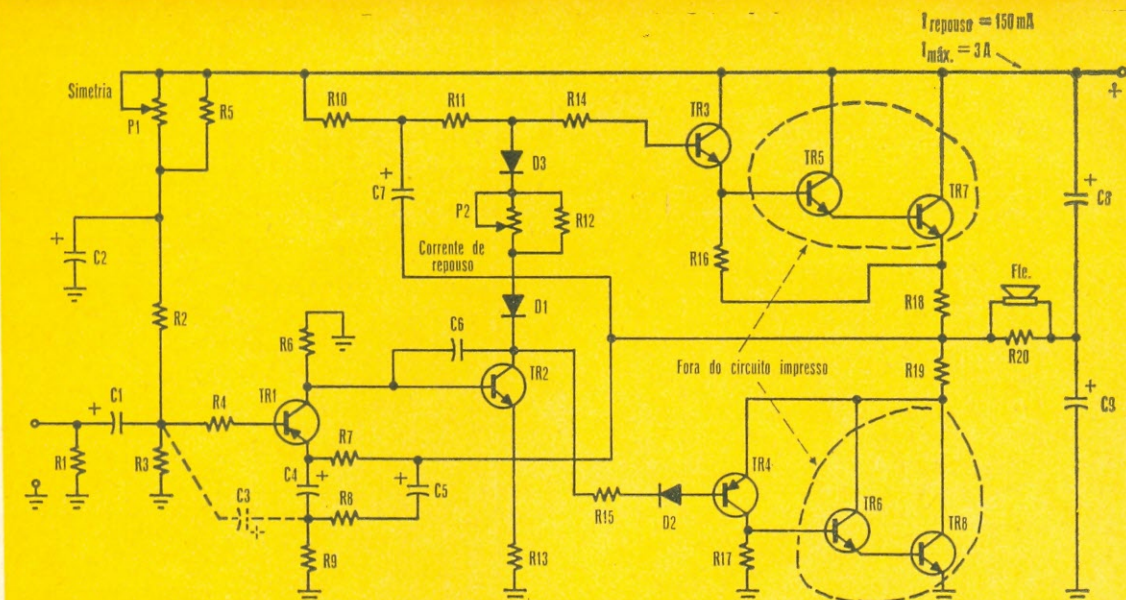 I repouso = 150 mA
I máx. = 3 A
+
Simetria
P1
R5
R10
R11
R14
TR3
TR5
TR7
D3
C7
+
P2
R12
Corrente de
repouso
R16
+
C8
C2
+
R2
D1
R18
Fte.
R20
R6
C6
TR2
Fora do circuito impresso
R19
+
C9
C1
+
R4
TR1
R1
R3
R7
C4
+
+
C5
R8
C3
+
R9
R13
R15
D2
TR4
TR6
TR8
R17